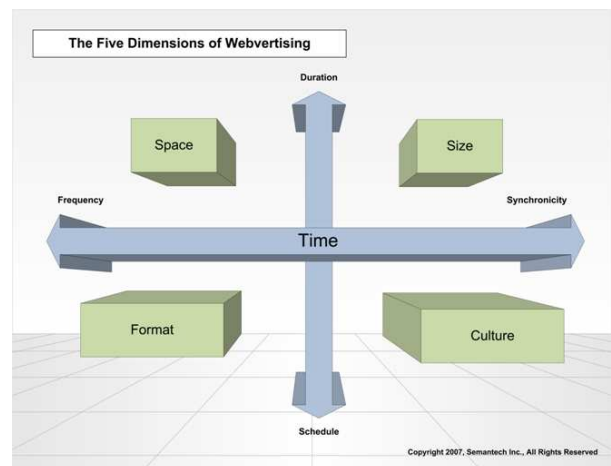 The Five Dimensions of Webvertising
Duration
Space
Size
Frequency
Synchronicity
Time
Format
Culture
Schedule
Copyright 2007, Semantech Inc., All Rights Reserved